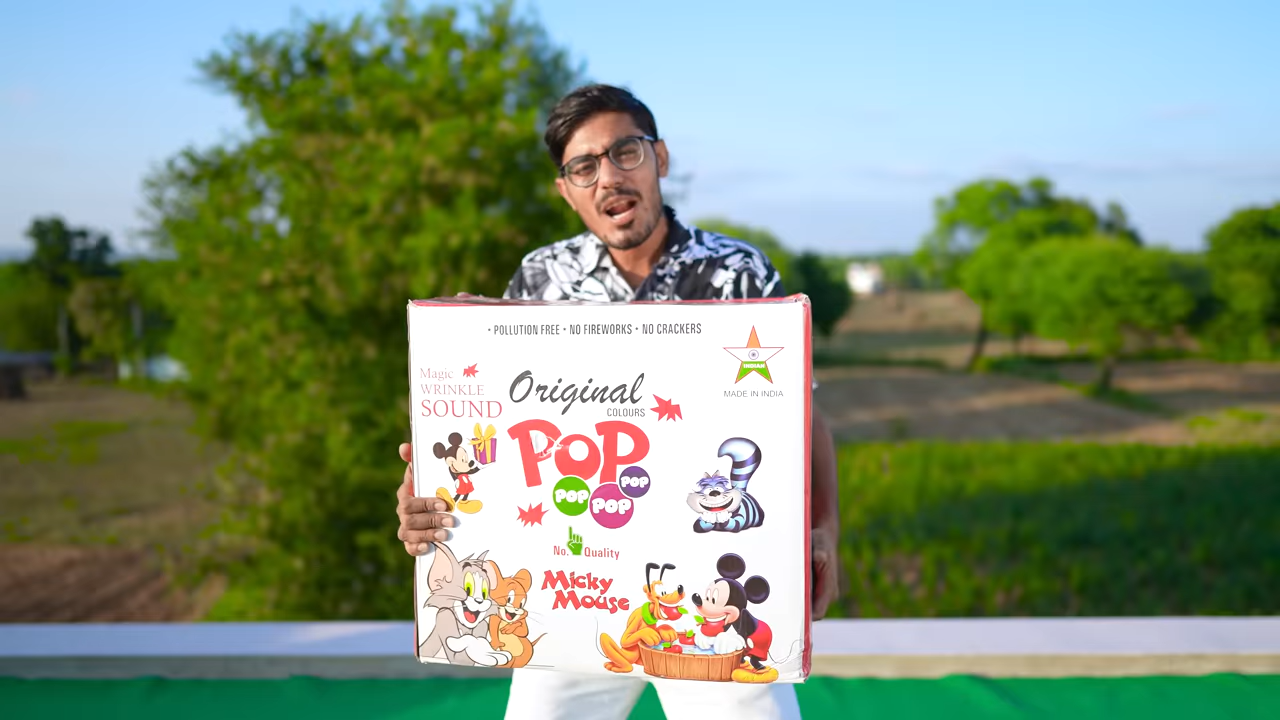 • POLLUTION FREE • NO FIREWORKS • NO CRACKERS
INDIAN
MADE IN INDIA
Magic
WRINKLE
SOUND
Original
COLOURS
POP
POP POP POP
No. Quality
Micky
Mouse